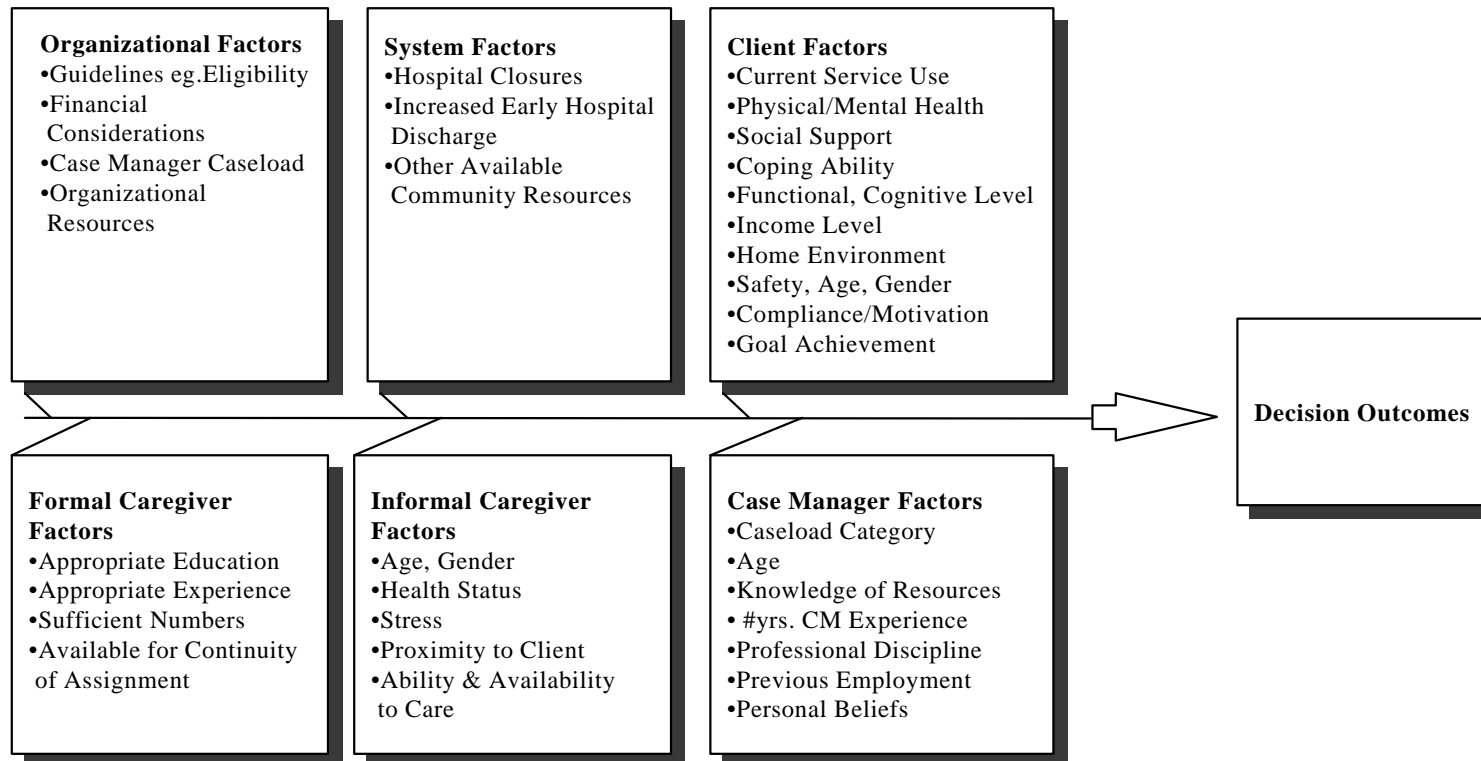 Organizational Factors
•Guidelines eg.Eligibility
•Financial
Considerations
•Case Manager Caseload
•Organizational
Resources
System Factors
•Hospital Closures
•Increased Early Hospital
Discharge
•Other Available
Community Resources
Client Factors
•Current Service Use
•Physical/Mental Health
•Social Support
•Coping Ability
•Functional, Cognitive Level
•Income Level
•Home Environment
•Safety, Age, Gender
•Compliance/Motivation
•Goal Achievement
Decision Outcomes
Formal Caregiver
Factors
•Appropriate Education
•Appropriate Experience
•Sufficient Numbers
•Available for Continuity
of Assignment
Informal Caregiver
Factors
•Age, Gender
•Health Status
•Stress
•Proximity to Client
•Ability & Availability
to Care
Case Manager Factors
•Caseload Category
•Age
•Knowledge of Resources
• #yrs. CM Experience
•Professional Discipline
•Previous Employment
•Personal Beliefs